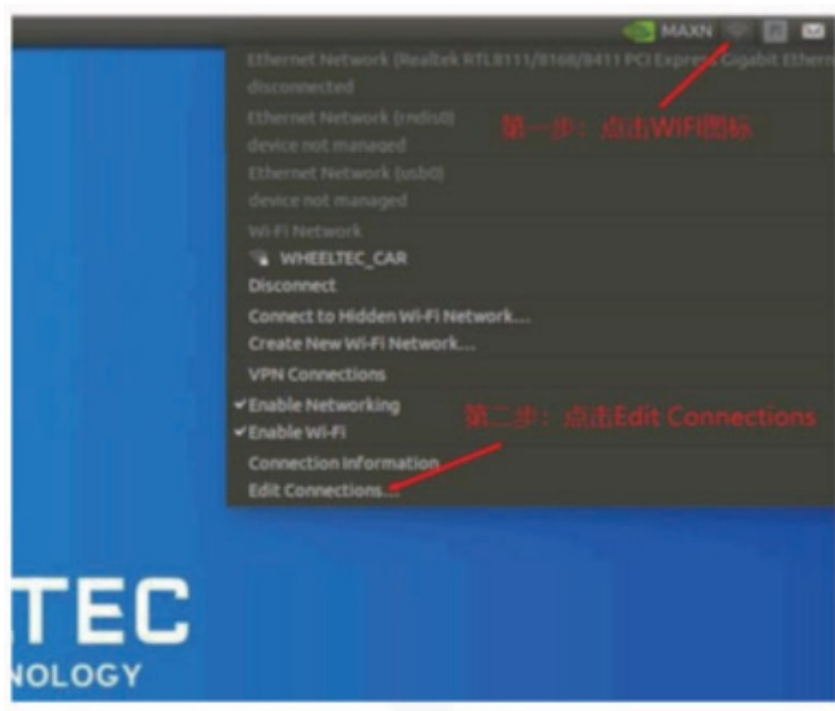 MAXN
Ethernet Network (Realtek RTL8111/8168/8411 PCI Express Gigabit Ethern
disconnected
Ethernet Network (rndis0)
第一步：点击WIFI图标
device not managed
Ethernet Network (usb0)
device not managed
Wi-Fi Network
WHEELTEC_CAR
Disconnect
Connect to Hidden Wi-Fi Network...
Create New Wi-Fi Network...
VPN Connections
Enable Networking
第二步：点击Edit Connections
Enable Wi-Fi
Connection Information
Edit Connections...
LTEC
NOLOGY